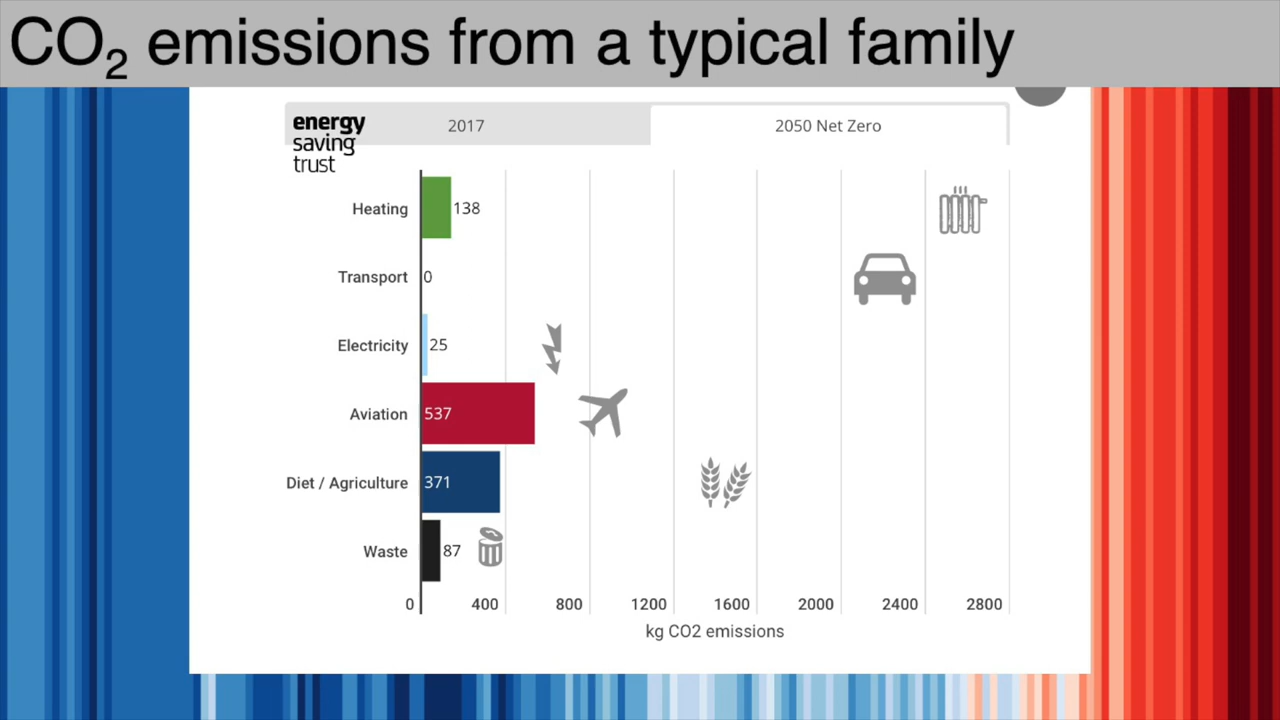 CO₂ emissions from a typical family
energy
saving
trust
2017
2050 Net Zero
Heating
138
Transport
0
Electricity
25
Aviation
537
Diet / Agriculture
371
Waste
87
0 400 800 1200 1600 2000 2400 2800
kg CO2 emissions